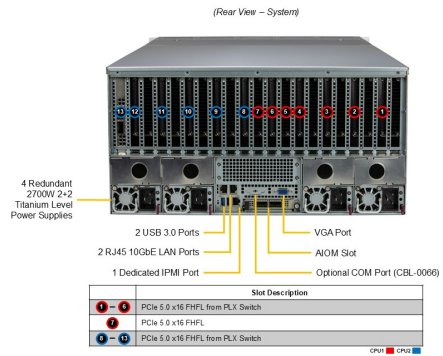 (Rear View – System)
13 12 11 10 9 8 7 6 5 4 3 2 1
4 Redundant
2700W 2+2
Titanium Level
Power Supplies
2 USB 3.0 Ports
2 RJ45 10GbE LAN Ports
1 Dedicated IPMI Port
VGA Port
AIOM Slot
Optional COM Port (CBL-0066)
Slot Description
1 – 6 PCIe 5.0 x16 FHFL from PLX Switch
7 PCIe 5.0 x16 FHFL
8 – 13 PCIe 5.0 x16 FHFL from PLX Switch
CPU1 CPU2